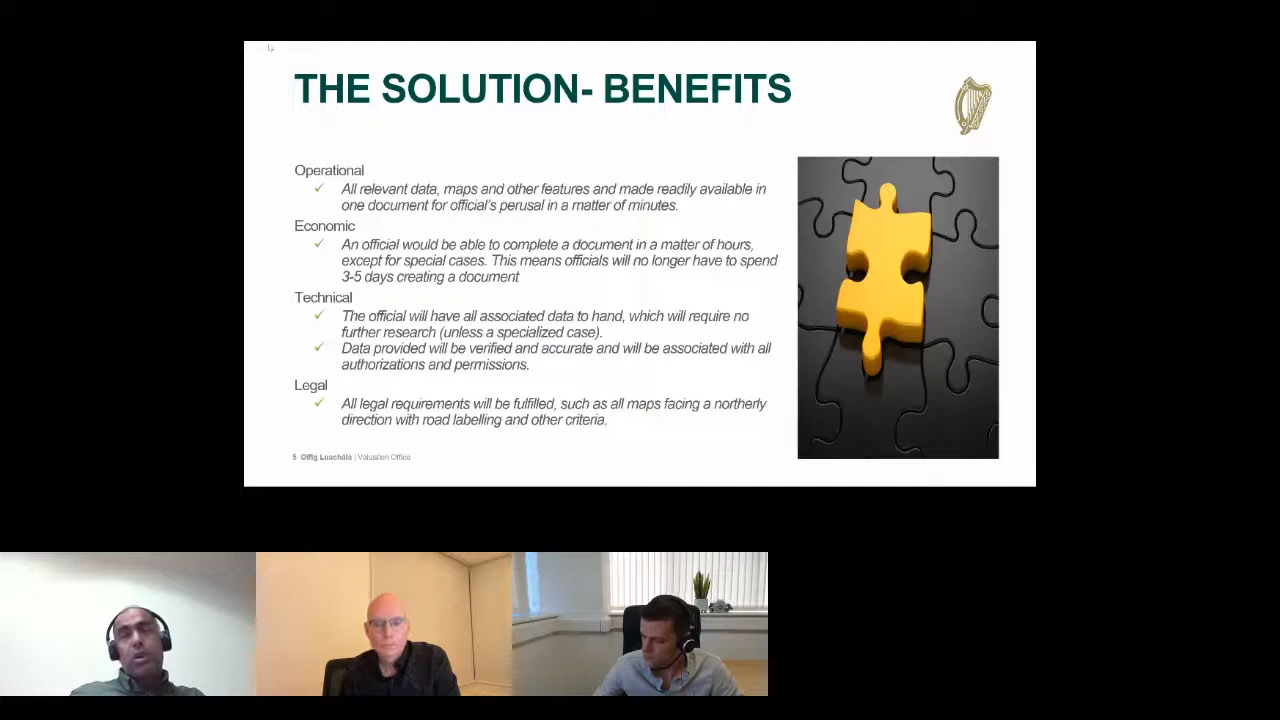 THE SOLUTION- BENEFITS
Operational
All relevant data, maps and other features and made readily available in
one document for official's perusal in a matter of minutes.
Economic
An official would be able to complete a document in a matter of hours,
except for special cases. This means officials will no longer have to spend
3-5 days creating a document
Technical
The official will have all associated data to hand, which will require no
further research (unless a specialized case).
Data provided will be verified and accurate and will be associated with all
authorizations and permissions.
Legal
All legal requirements will be fulfilled, such as all maps facing a northerly
direction with road labelling and other criteria.
5 Oifig Luachála | Valuation Office